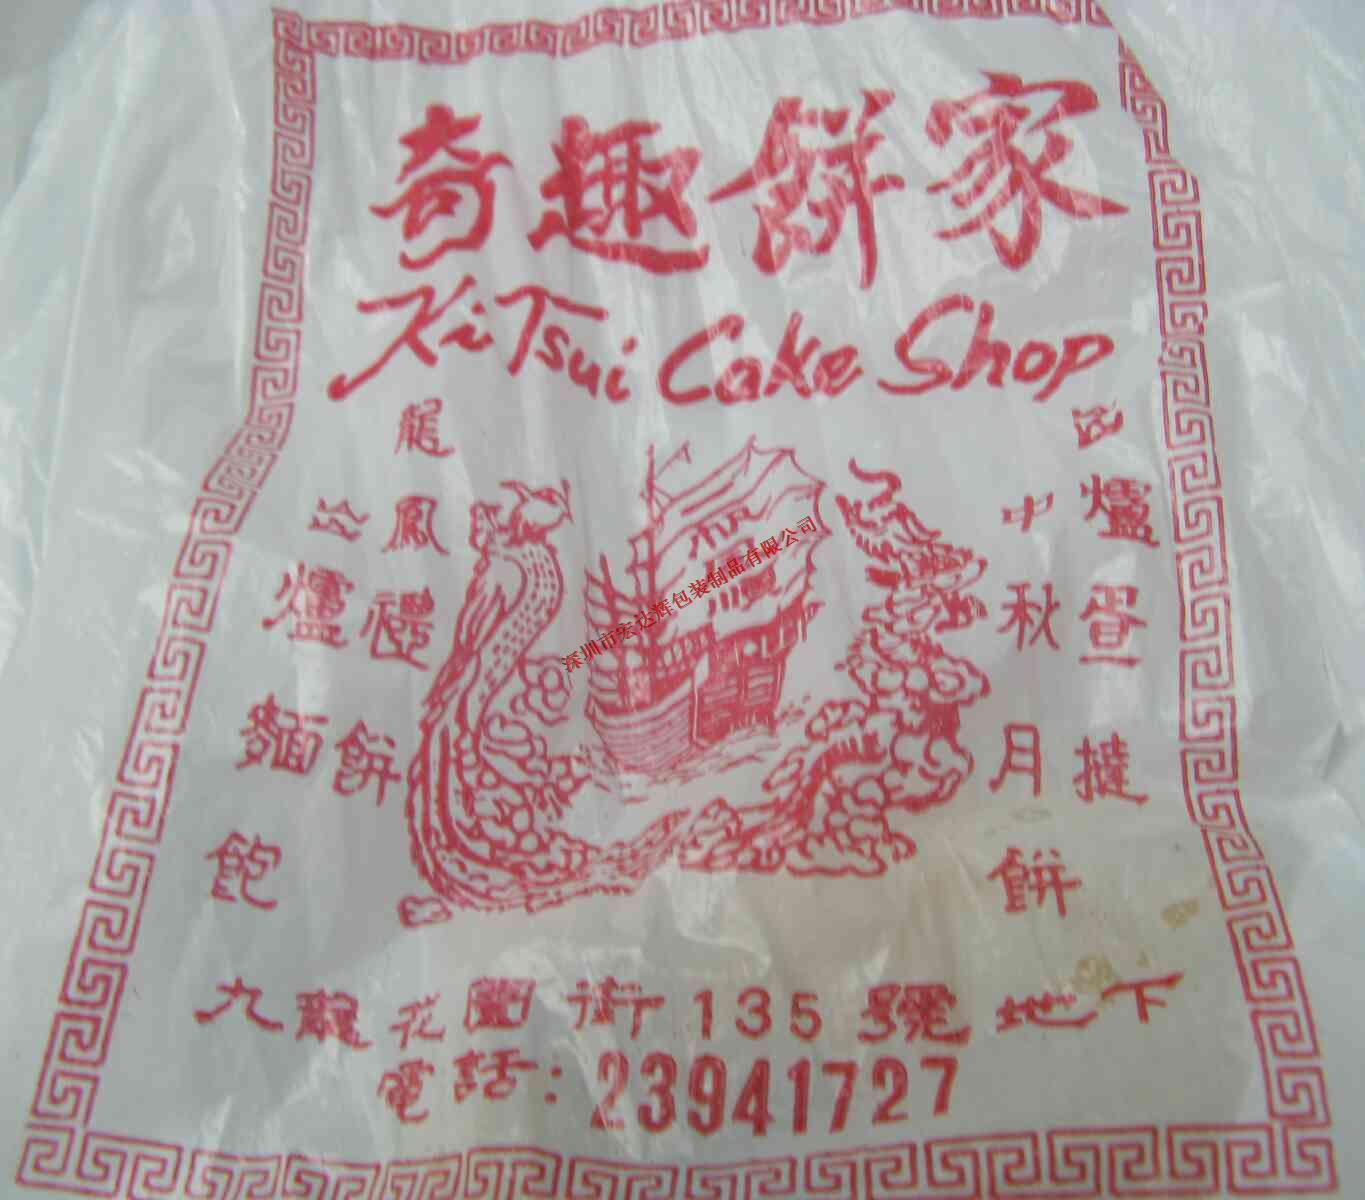 奇趣餅家
Ki Tsui Cake Shop
出爐蛋撻
中秋月餅
龍鳳禮餅
出爐麵飽
深圳市宏达辉包装制品有限公司
九龍花園街135號地下
電話:23941727